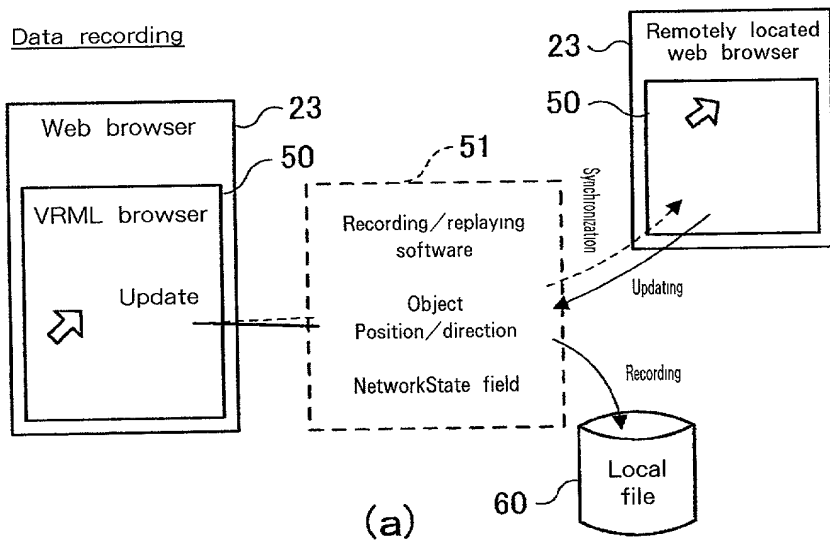 Data recording
23
Remotely located
web browser
50
Web browser
23
50
VRML browser
Update
51
Recording/replaying
software
Object
Position/direction
NetworkState field
Synchronization
Updating
Recording
Local
file
60
(a)